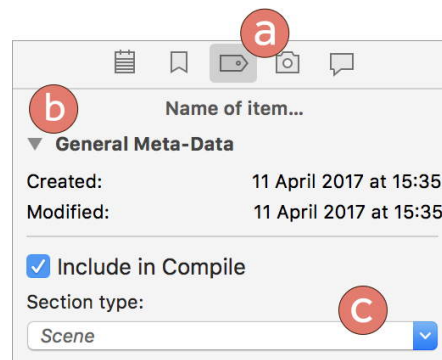 a
b
Name of item...
General Meta-Data
Created: 11 April 2017 at 15:35
Modified: 11 April 2017 at 15:35
Include in Compile
Section type:
c
Scene